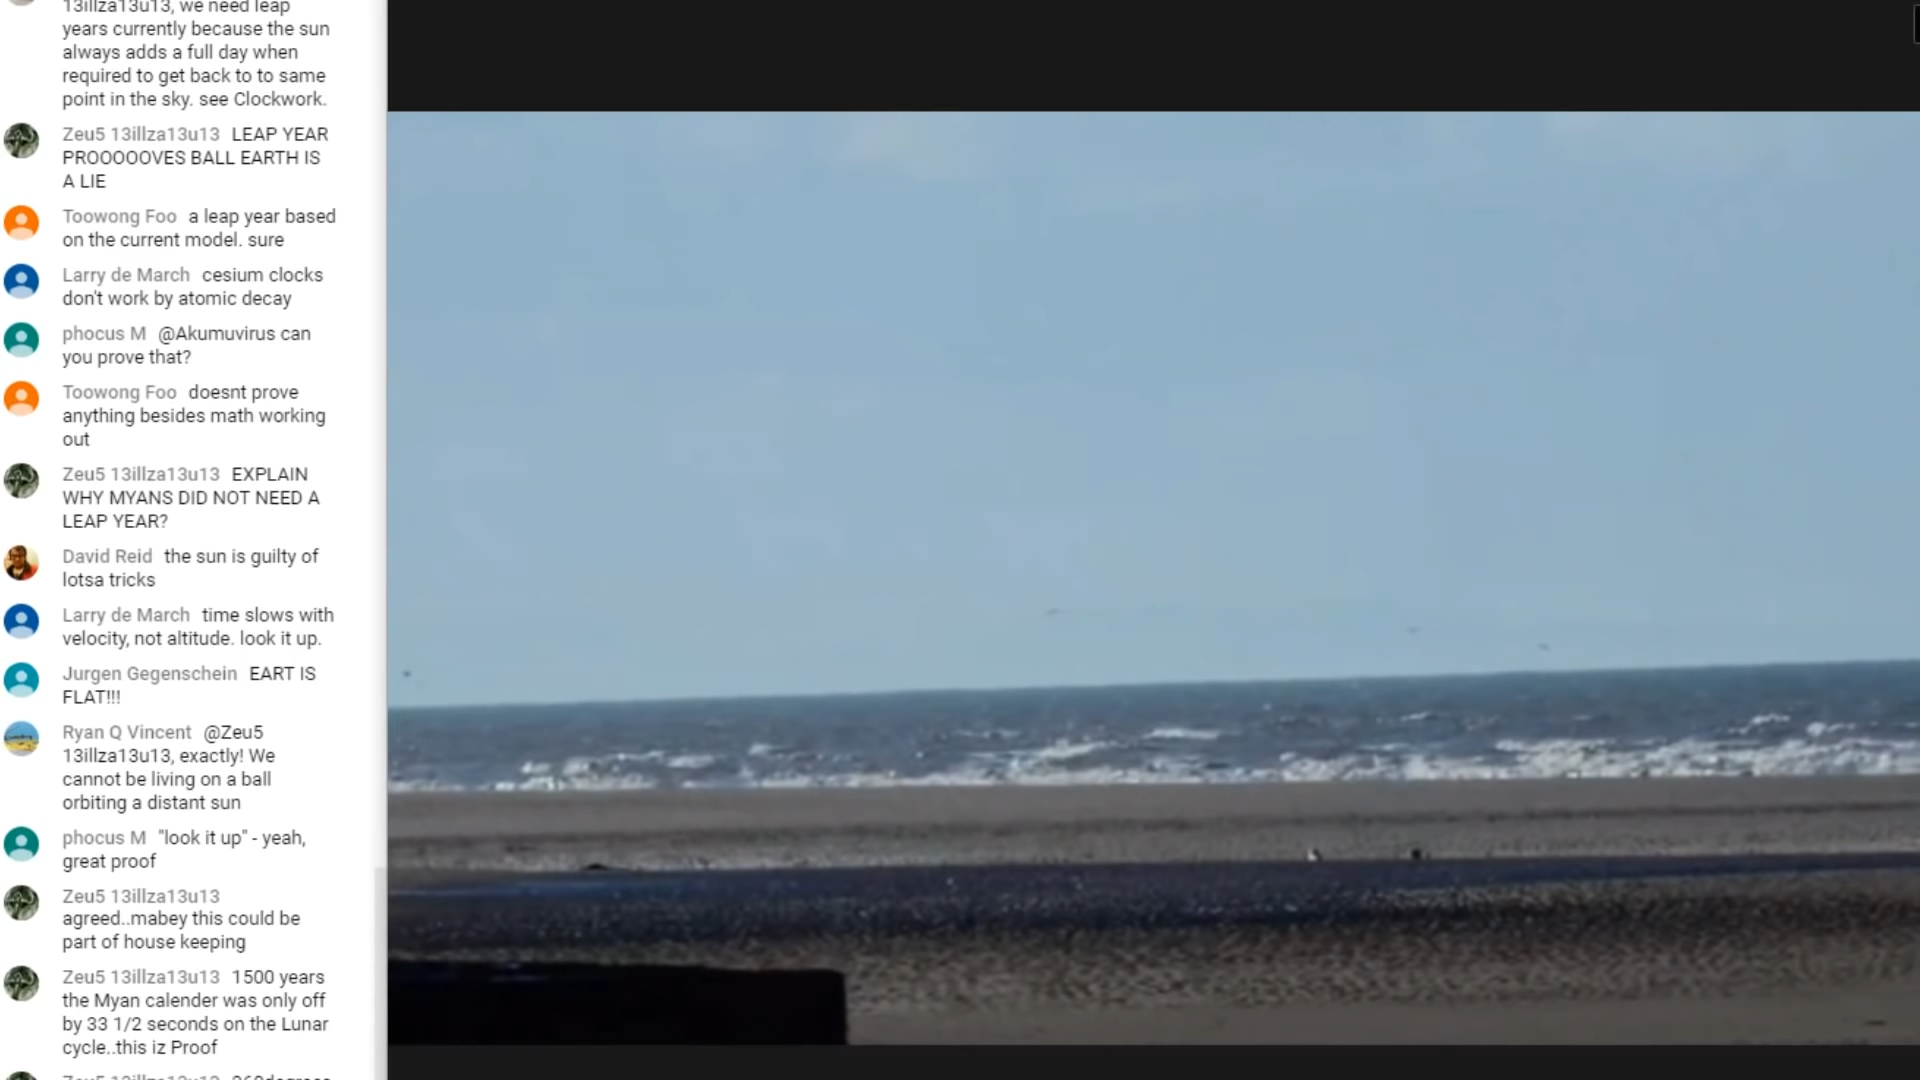 13illza13u13, we need leap
years currently because the sun
always adds a full day when
required to get back to to same
point in the sky. see Clockwork.
Zeu5 13illza13u13 LEAP YEAR
PROOOOOVES BALL EARTH IS
A LIE
Toowong Foo a leap year based
on the current model. sure
Larry de March cesium clocks
don't work by atomic decay
phocus M @Akumuvirus can
you prove that?
Toowong Foo doesnt prove
anything besides math working
out
Zeu5 13illza13u13 EXPLAIN
WHY MYANS DID NOT NEED A
LEAP YEAR?
David Reid the sun is guilty of
lotsa tricks
Larry de March time slows with
velocity, not altitude. look it up.
Jurgen Gegenschein EART IS
FLAT!!!
Ryan Q Vincent @Zeu5
13illza13u13, exactly! We
cannot be living on a ball
orbiting a distant sun
phocus M "look it up" - yeah,
great proof
Zeu5 13illza13u13
agreed..mabey this could be
part of house keeping
Zeu5 13illza13u13 1500 years
the Myan calender was only off
by 33 1/2 seconds on the Lunar
cycle..this iz Proof
Zeu5 13illza13u13 360degrees